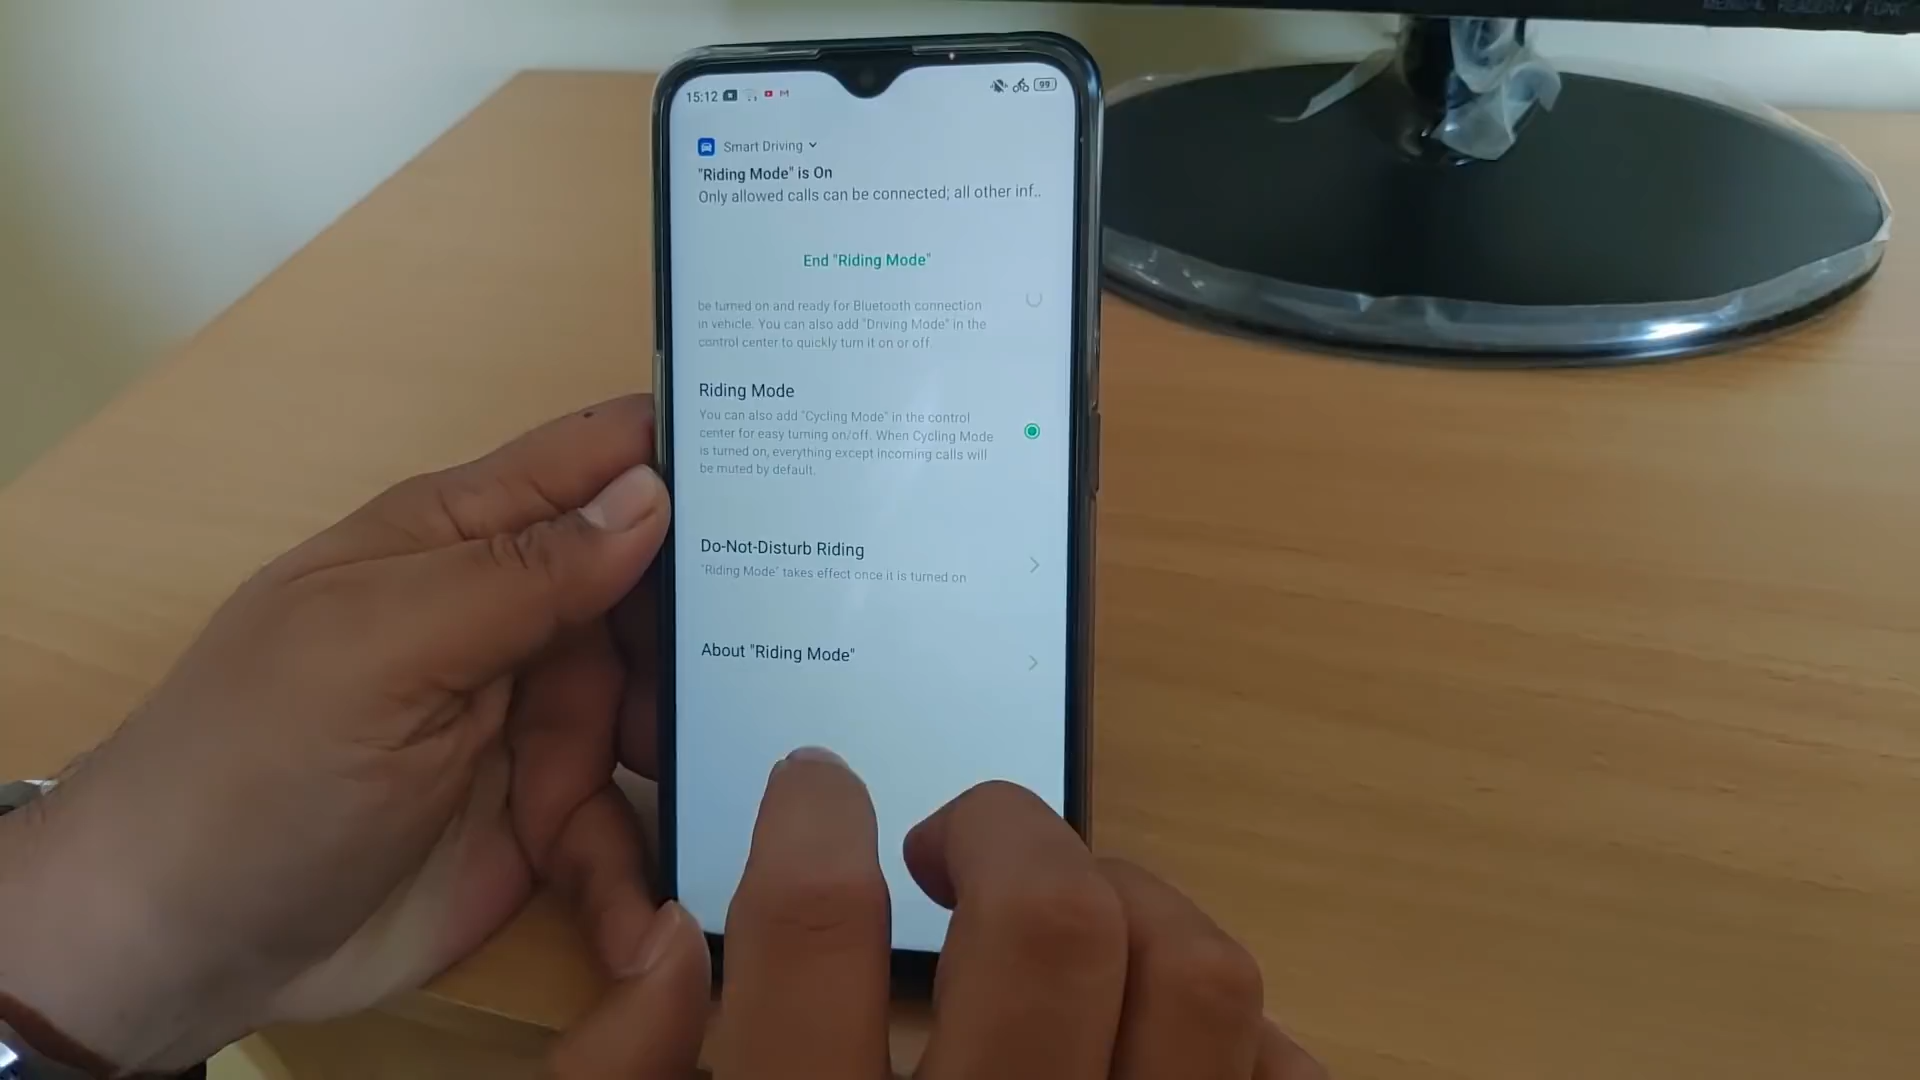 15:12
99
Smart Driving
"Riding Mode" is On
Only allowed calls can be connected; all other inf..
End "Riding Mode"
be turned on and ready for Bluetooth connection
in vehicle. You can also add "Driving Mode" in the
control center to quickly turn it on or off.
Riding Mode
You can also add "Cycling Mode" in the control
center for easy turning on/off. When Cycling Mode
is turned on, everything except incoming calls will
be muted by default.
Do-Not-Disturb Riding
"Riding Mode" takes effect once it is turned on
About "Riding Mode"